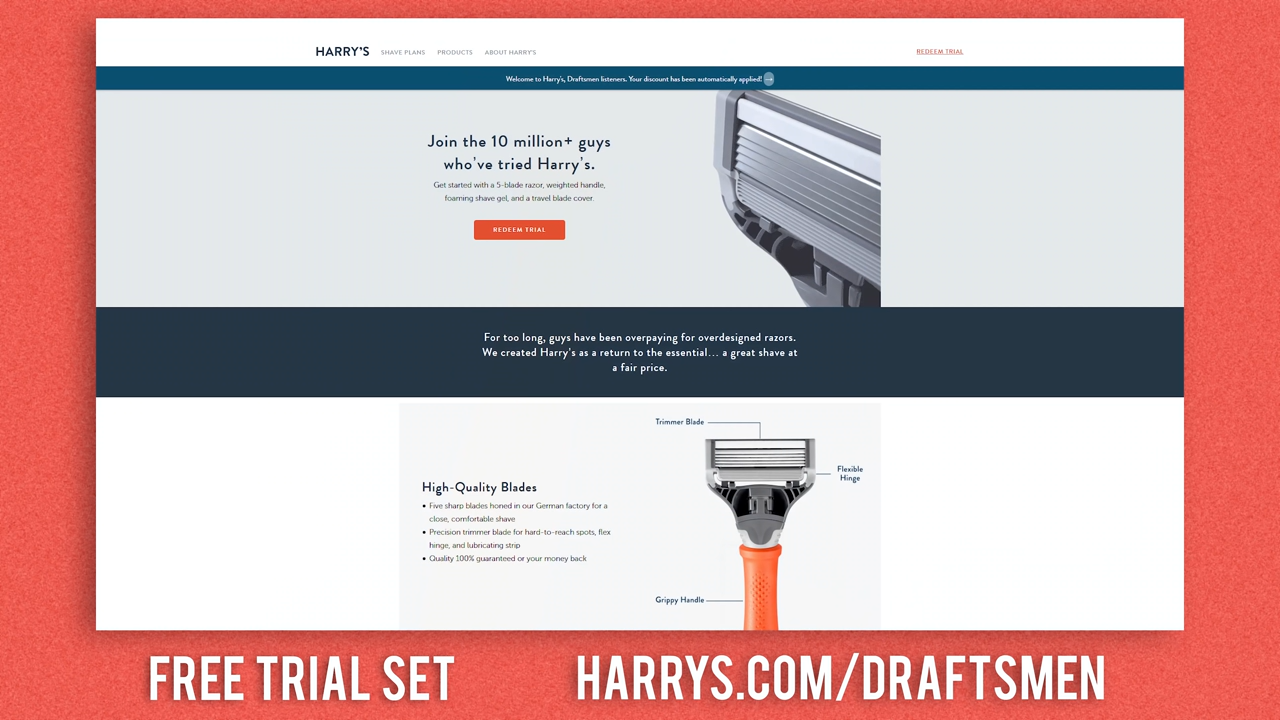 HARRY'S
SHAVE PLANS
PRODUCTS
ABOUT HARRY'S
REDEEM TRIAL
Welcome to Harry's, Draftsmen listeners. Your discount has been automatically applied! →
Join the 10 million+ guys
who've tried Harry's.
Get started with a 5-blade razor, weighted handle,
foaming shave gel, and a travel blade cover.
REDEEM TRIAL
For too long, guys have been overpaying for overdesigned razors.
We created Harry's as a return to the essential... a great shave at
a fair price.
High-Quality Blades
• Five sharp blades honed in our German factory for a
close, comfortable shave
• Precision trimmer blade for hard-to-reach spots, flex
hinge, and lubricating strip
• Quality 100% guaranteed or your money back
Trimmer Blade
Flexible
Hinge
Grippy Handle
FREE TRIAL SET
HARRYS.COM/DRAFTSMEN